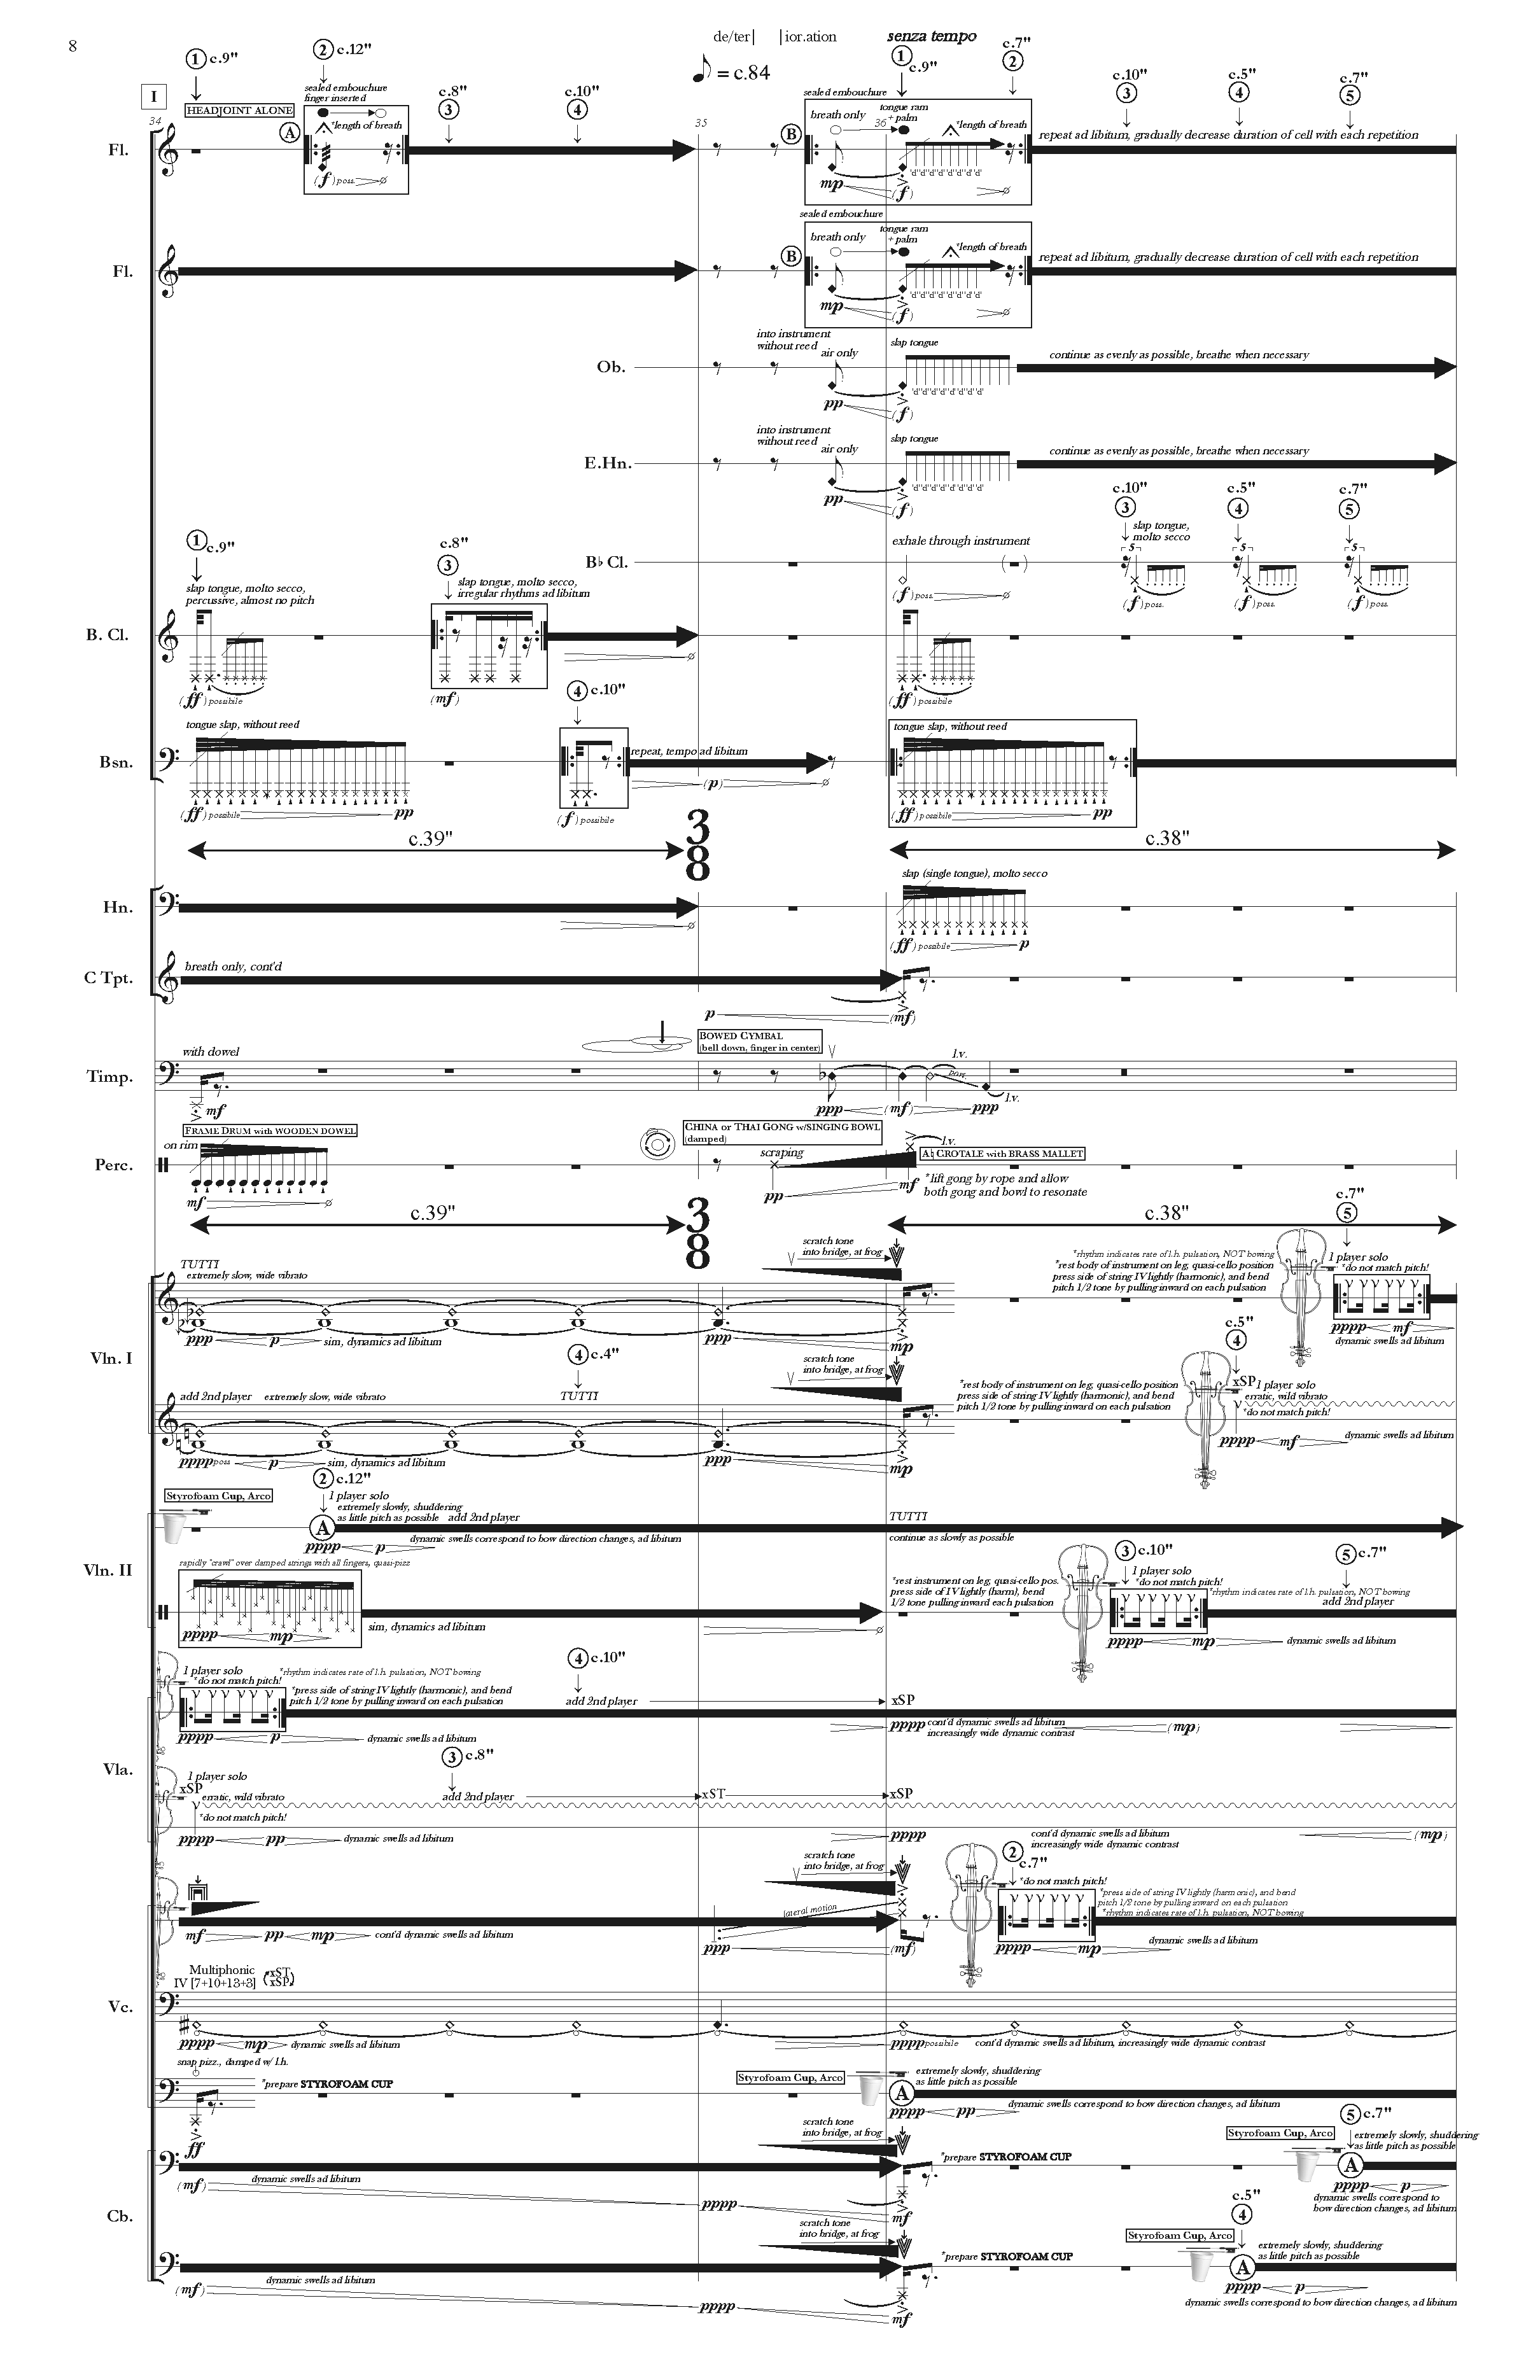 8
de/ter| |ior.ation
senza tempo
♪ = c.84
I
34
① c.9"
② c.12"
c.8"
③
c.10"
④
35
①
c.9"
c.7"
②
c.10"
③
c.5"
④
c.7"
⑤
HEADJOINT ALONE
sealed embouchure
finger inserted
A
*length of breath
(f) poss.
Fl.
sealed embouchure
breath only
36
tongue ram
+ palm
*length of breath
B
'd''d''d''d''d''d''d''d'
mp
(f)
repeat ad libitum, gradually decrease duration of cell with each repetition
Fl.
sealed embouchure
breath only
tongue ram
+ palm
*length of breath
B
'd''d''d''d''d''d''d''d'
mp
(f)
repeat ad libitum, gradually decrease duration of cell with each repetition
Ob.
into instrument
without reed
air only
slap tongue
'd''d''d''d''d''d''d''d'
pp
(f)
continue as evenly as possible, breathe when necessary
E.Hn.
into instrument
without reed
air only
slap tongue
'd''d''d''d''d''d''d''d'
pp
(f)
continue as evenly as possible, breathe when necessary
B♭ Cl.
exhale through instrument
(f) poss.
c.10"
③
slap tongue,
molto secco
5
(f) poss.
c.5"
④
5
(f) poss.
c.7"
⑤
5
(f) poss.
B. Cl.
① c.9"
slap tongue, molto secco,
percussive, almost no pitch
(ff) possibile
c.8"
③
slap tongue, molto secco,
irregular rhythms ad libitum
(mf)
(ff) possibile
Bsn.
tongue slap, without reed
(ff) possibile
pp
④ c.10"
(f) possibile
repeat, tempo ad libitum
(p)
tongue slap, without reed
(ff) possibile
pp
c.39"
3
8
c.38"
Hn.
slap (single tongue), molto secco
(ff) possibile
p
C Tpt.
breath only, cont'd
p
(mf)
Timp.
with dowel
mf
BOWED CYMBAL
(bell down, finger in center)
l.v.
port.
l.v.
ppp
(mf)
ppp
Perc.
FRAME DRUM with WOODEN DOWEL
on rim
mf
CHINA or THAI GONG w/SINGING BOWL
(damped)
scraping
pp
mf
l.v.
A♮ CROTALE with BRASS MALLET
*lift gong by rope and allow
both gong and bowl to resonate
c.39"
3
8
c.38"
Vln. I
TUTTI
extremely slow, wide vibrato
ppp
p
sim, dynamics ad libitum
ppp
scratch tone
into bridge, at frog
mp
*rhythm indicates rate of l.h. pulsation, NOT bowing
*rest body of instrument on leg, quasi-cello position
press side of string IV lightly (harmonic), and bend
pitch 1/2 tone by pulling inward on each pulsation
c.7"
⑤
1 player solo
*do not match pitch!
pppp
mf
dynamic swells ad libitum
add 2nd player
extremely slow, wide vibrato
pppp poss
p
sim, dynamics ad libitum
④ c.4"
TUTTI
ppp
scratch tone
into bridge, at frog
mp
*rest body of instrument on leg, quasi-cello position
press side of string IV lightly (harmonic), and bend
pitch 1/2 tone by pulling inward on each pulsation
c.5"
④
xSP 1 player solo
erratic, wild vibrato
*do not match pitch!
pppp
mf
dynamic swells ad libitum
Vln. II
Styrofoam Cup, Arco
② c.12"
1 player solo
extremely slowly, shuddering
as little pitch as possible
add 2nd player
A
pppp
p
dynamic swells correspond to bow direction changes, ad libitum
TUTTI
continue as slowly as possible
rapidly "crawl" over damped strings with all fingers, quasi-pizz
pppp
mp
sim, dynamics ad libitum
*rest instrument on leg, quasi-cello pos.
press side of IV lightly (harm), bend
1/2 tone pulling inward each pulsation
③ c.10"
1 player solo
*do not match pitch!
*rhythm indicates rate of l.h. pulsation, NOT bowing
pppp
mp
dynamic swells ad libitum
⑤ c.7"
add 2nd player
Vla.
1 player solo
*do not match pitch!
*rhythm indicates rate of l.h. pulsation, NOT bowing
*press side of string IV lightly (harmonic), and bend
pitch 1/2 tone by pulling inward on each pulsation
pppp
p
dynamic swells ad libitum
④ c.10"
add 2nd player
xSP
pppp
cont'd dynamic swells ad libitum
increasingly wide dynamic contrast
(mp)
1 player solo
xSP
erratic, wild vibrato
*do not match pitch!
pppp
pp
dynamic swells ad libitum
③ c.8"
add 2nd player
xST
xSP
pppp
cont'd dynamic swells ad libitum
increasingly wide dynamic contrast
(mp)
mf
pp
mp
cont'd dynamic swells ad libitum
ppp
lateral motion
scratch tone
into bridge, at frog
(mf)
②
c.7"
*do not match pitch!
*press side of string IV lightly (harmonic), and bend
pitch 1/2 tone by pulling inward on each pulsation
*rhythm indicates rate of l.h. pulsation, NOT bowing
pppp
mp
dynamic swells ad libitum
Vc.
Multiphonic
IV [7+10+13+3]
xST
xSP
pppp
mp
dynamic swells ad libitum
pppp possibile
cont'd dynamic swells ad libitum, increasingly wide dynamic contrast
snap pizz., damped w/ l.h.
ff
*prepare STYROFOAM CUP
Styrofoam Cup, Arco
extremely slowly, shuddering
as little pitch as possible
A
pppp
pp
dynamic swells correspond to bow direction changes, ad libitum
Cb.
(mf)
dynamic swells ad libitum
pppp
scratch tone
into bridge, at frog
mf
*prepare STYROFOAM CUP
Styrofoam Cup, Arco
⑤ c.7"
extremely slowly, shuddering
as little pitch as possible
A
pppp
p
dynamic swells correspond to
bow direction changes, ad libitum
(mf)
dynamic swells ad libitum
pppp
scratch tone
into bridge, at frog
mf
*prepare STYROFOAM CUP
Styrofoam Cup, Arco
c.5"
④
extremely slowly, shuddering
as little pitch as possible
A
pppp
p
dynamic swells correspond to bow direction changes, ad libitum